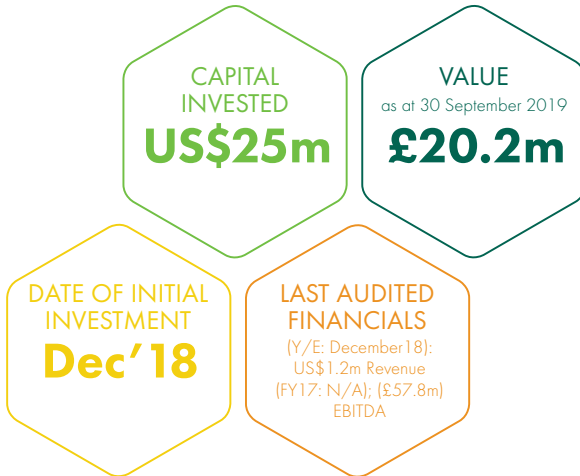 CAPITAL
INVESTED
US$25m
VALUE
as at 30 September 2019
£20.2m
DATE OF INITIAL
INVESTMENT
Dec’18
LAST AUDITED
FINANCIALS
(Y/E: December18):
US$1.2m Revenue
(FY17: N/A); (£57.8m)
EBITDA